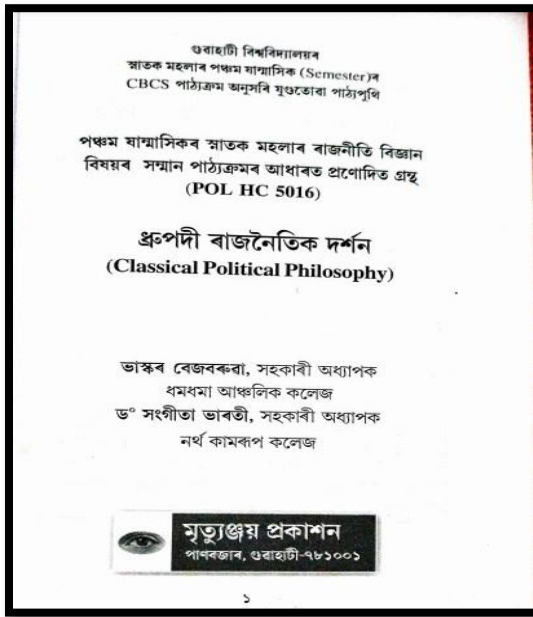 গুৱাহাটী বিশ্ববিদ্যালয়ৰ
স্নাতক মহলাৰ পঞ্চম ষান্মাসিক (Semester)ৰ
CBCS পাঠ্যক্ৰম অনুসৰি যুগুতোৱা পাঠ্যপুথি
পঞ্চম ষান্মাসিকৰ স্নাতক মহলাৰ ৰাজনীতি বিজ্ঞান
বিষয়ৰ সন্মান পাঠ্যক্ৰমৰ আধাৰত প্ৰণোদিত গ্ৰন্থ
(POL HC 5016)
ধ্ৰুপদী ৰাজনৈতিক দৰ্শন
(Classical Political Philosophy)
ভাস্কৰ বেজবৰুৱা, সহকাৰী অধ্যাপক
ধমধমা আঞ্চলিক কলেজ
ড° সংগীতা ভাৰতী, সহকাৰী অধ্যাপক
নৰ্থ কামৰূপ কলেজ
মৃত্যুঞ্জয় প্ৰকাশন
পাণবজাৰ, গুৱাহাটী-৭৮১০০১
১